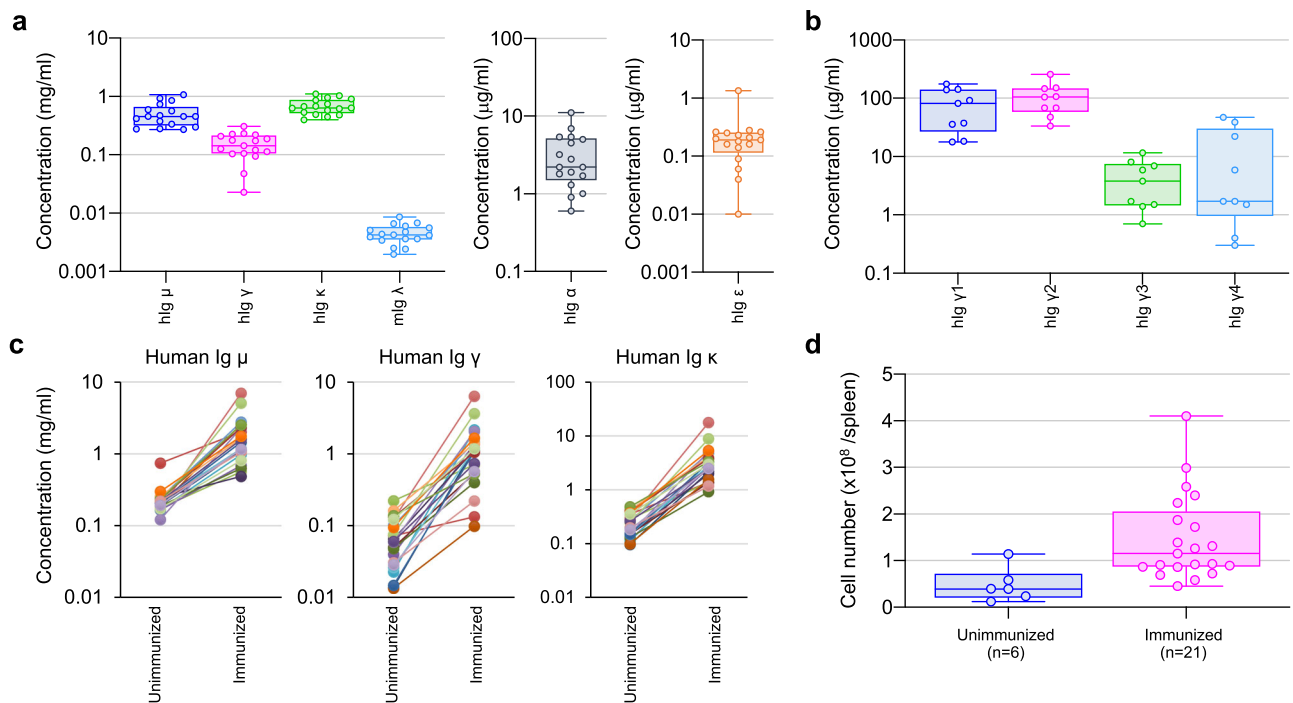 a
Concentration (mg/ml)
10
1
0.1
0.01
0.001
hIg μ
hIg γ
hIg κ
mIg λ
Concentration (μg/ml)
100
10
1
0.1
hIg α
Concentration (μg/ml)
10
1
0.1
0.01
0.001
hIg ε
b
Concentration (μg/ml)
1000
100
10
1
0.1
hIg γ1
hIg γ2
hIg γ3
hIg γ4
c
Concentration (mg/ml)
Human Ig μ
10
1
0.1
0.01
Unimmunized
Immunized
Human Ig γ
10
1
0.1
0.01
Unimmunized
Immunized
Human Ig κ
100
10
1
0.1
0.01
Unimmunized
Immunized
d
Cell number (x10⁸ /spleen)
5
4
3
2
1
0
Unimmunized
(n=6)
Immunized
(n=21)